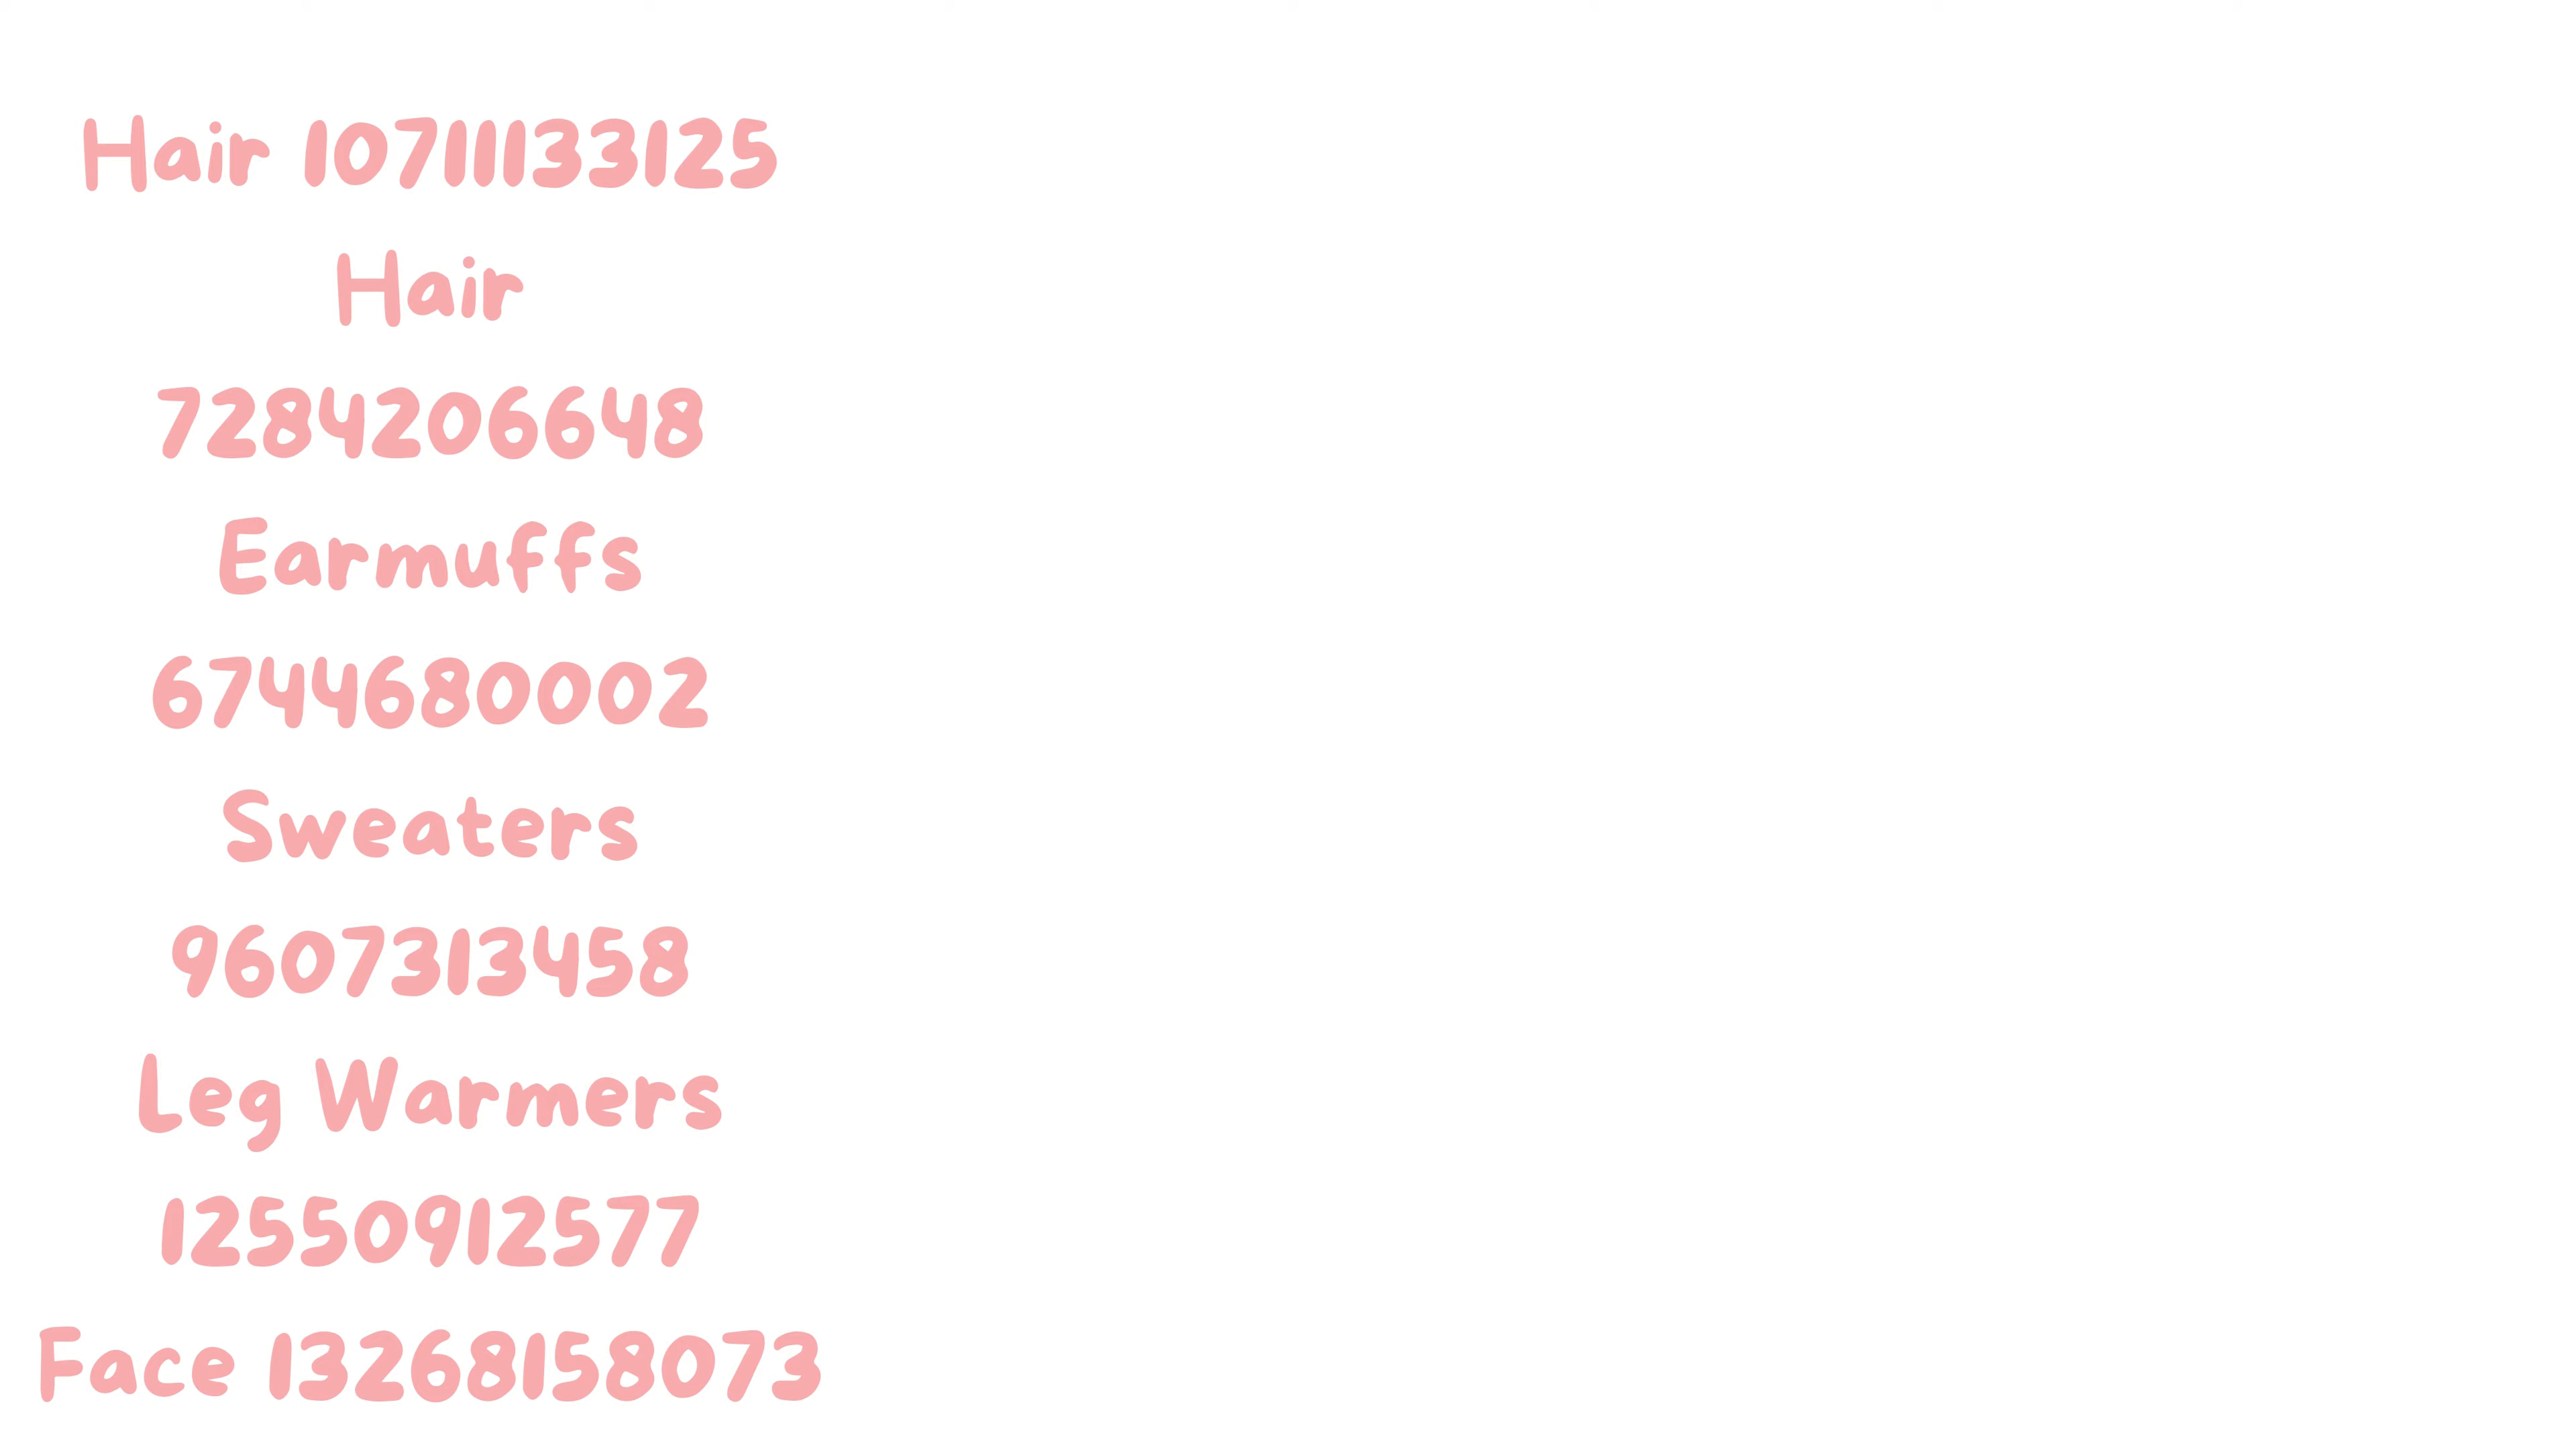 Hair 10711133125
Hair
7284206648
Earmuffs
6744680002
Sweaters
9607313458
Leg Warmers
12550912577
Face 13268158073